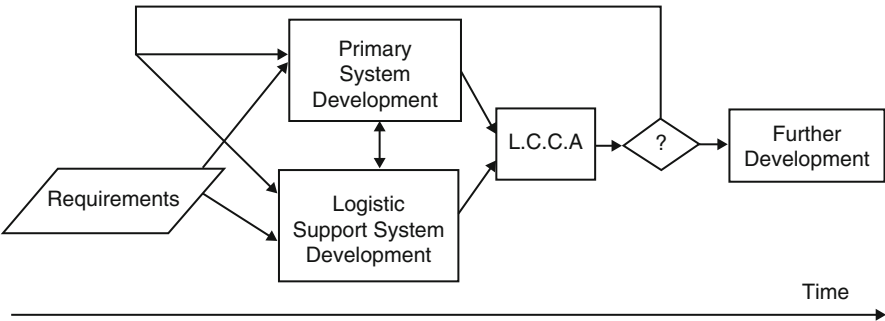 Primary
System
Development
L.C.C.A
?
Further
Development
Requirements
Logistic
Support System
Development
Time